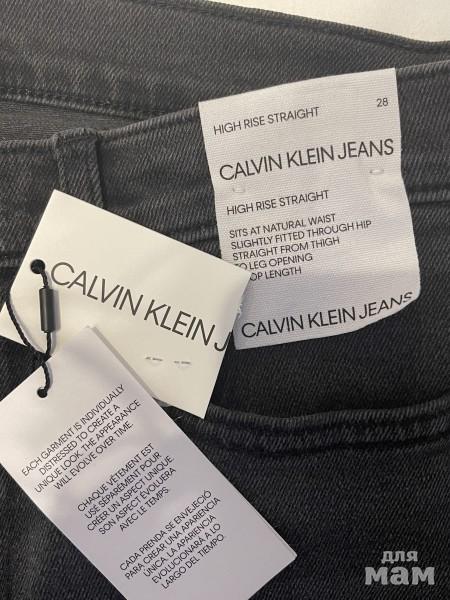 HIGH RISE STRAIGHT 28
CALVIN KLEIN JEANS
HIGH RISE STRAIGHT
SITS AT NATURAL WAIST
SLIGHTLY FITTED THROUGH HIP
STRAIGHT FROM THIGH
TO LEG OPENING
LENGTH
CALVIN KLEIN JEANS
CALVIN KLEIN J
EACH GARMENT IS INDIVIDUALLY
DISTRESSED TO CREATE A
UNIQUE LOOK. THE APPEARANCE
WILL EVOLVE OVER TIME.
CHAQUE VÊTEMENT EST
USÉ SÉPARÉMENT POUR
CRÉER UN ASPECT UNIQUE.
SON ASPECT ÉVOLUERA
AVEC LE TEMPS.
CADA PRENDA SE ENVEJECIÓ
PARA CREAR UNA APARIENCIA
ÚNICA. LA APARIENCIA
EVOLUCIONARÁ A LO
LARGO DEL TIEMPO.
для
мам